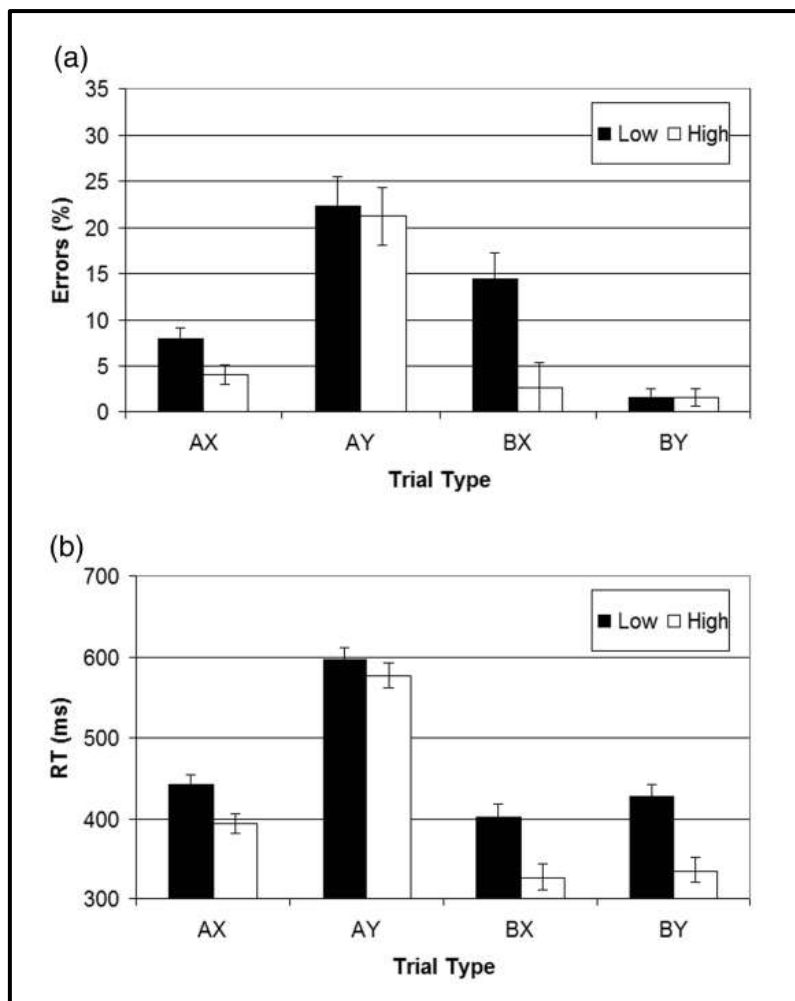 (a)
35
30
25
20
15
10
5
0
Errors (%)
Low High
AX AY BX BY
Trial Type
(b)
700
600
500
400
300
RT (ms)
Low High
AX AY BX BY
Trial Type